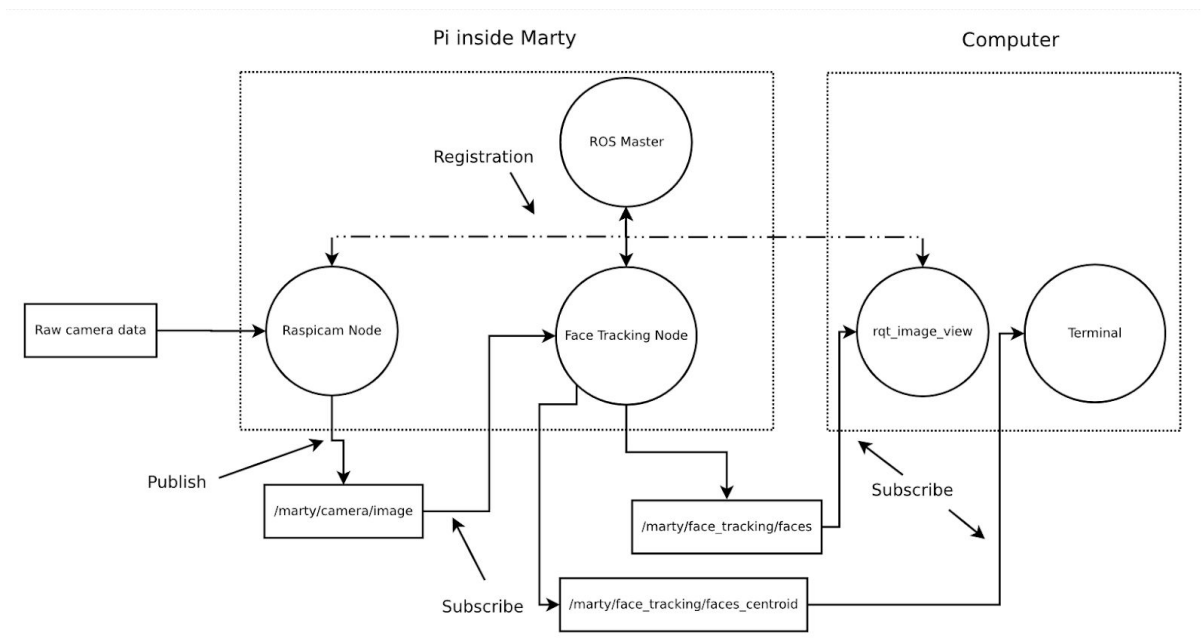 Pi inside Marty
Computer
ROS Master
Registration
Raw camera data
Raspicam Node
Face Tracking Node
rqt_image_view
Terminal
Publish
/marty/camera/image
Subscribe
/marty/face_tracking/faces
Subscribe
/marty/face_tracking/faces_centroid